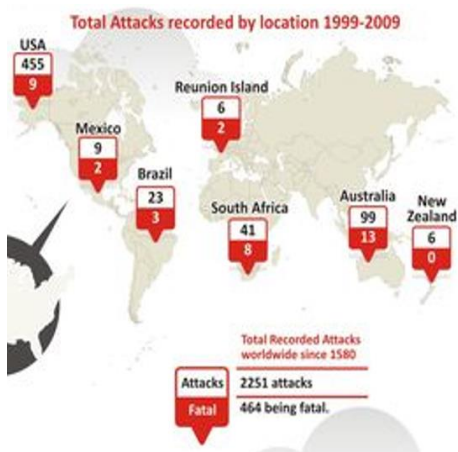 Total Attacks recorded by location 1999-2009
USA
455
9
Reunion Island
6
2
Mexico
9
2
Brazil
23
3
South Africa
41
8
Australia
99
13
New
Zealand
6
0
Total Recorded Attacks
worldwide since 1580
Attacks 2251 attacks
Fatal 464 being fatal.